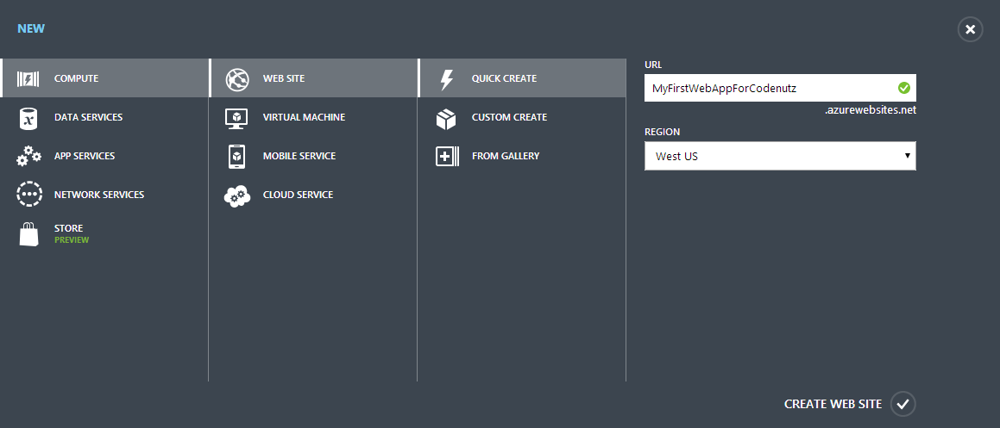 NEW
COMPUTE
DATA SERVICES
APP SERVICES
NETWORK SERVICES
STORE
PREVIEW
WEB SITE
VIRTUAL MACHINE
MOBILE SERVICE
CLOUD SERVICE
QUICK CREATE
CUSTOM CREATE
FROM GALLERY
URL
MyFirstWebAppForCodenutz
.azurewebsites.net
REGION
West US
CREATE WEB SITE